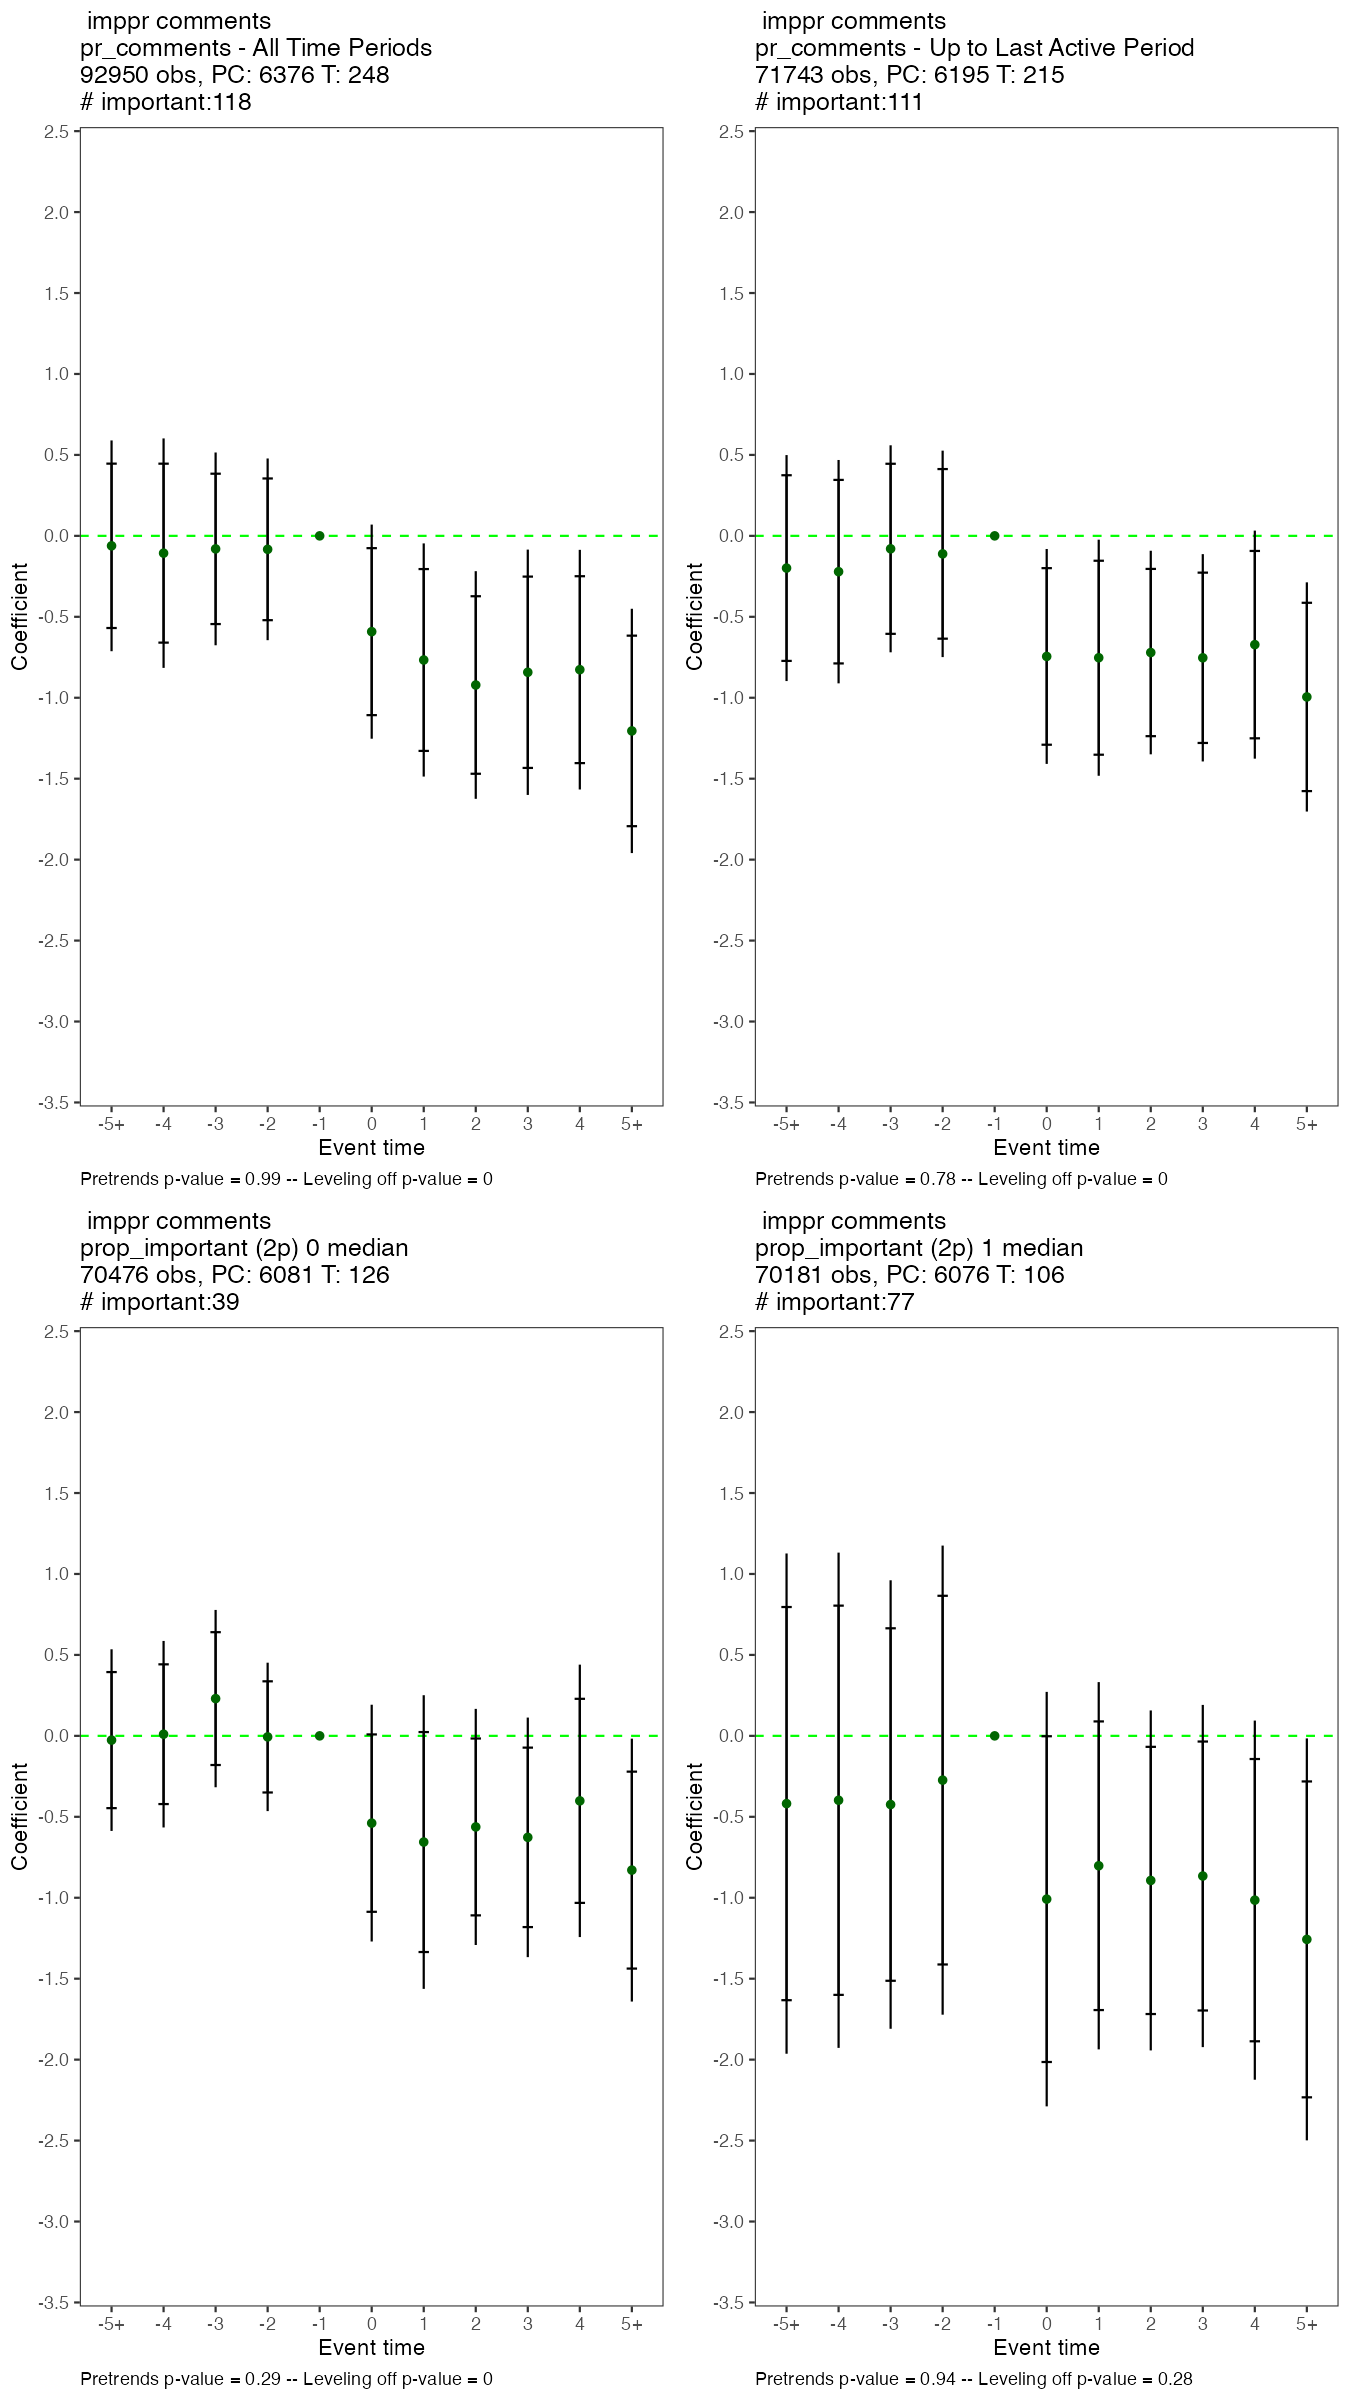 imppr comments
pr_comments - All Time Periods
92950 obs, PC: 6376 T: 248
# important:118
2.5
2.0
1.5
1.0
0.5
0.0
-0.5
-1.0
-1.5
-2.0
-2.5
-3.0
-3.5
Coefficient
-5+ -4 -3 -2 -1 0 1 2 3 4 5+
Event time
Pretrends p-value = 0.99 -- Leveling off p-value = 0
imppr comments
pr_comments - Up to Last Active Period
71743 obs, PC: 6195 T: 215
# important:111
2.5
2.0
1.5
1.0
0.5
0.0
-0.5
-1.0
-1.5
-2.0
-2.5
-3.0
-3.5
Coefficient
-5+ -4 -3 -2 -1 0 1 2 3 4 5+
Event time
Pretrends p-value = 0.78 -- Leveling off p-value = 0
imppr comments
prop_important (2p) 0 median
70476 obs, PC: 6081 T: 126
# important:39
2.5
2.0
1.5
1.0
0.5
0.0
-0.5
-1.0
-1.5
-2.0
-2.5
-3.0
-3.5
Coefficient
-5+ -4 -3 -2 -1 0 1 2 3 4 5+
Event time
Pretrends p-value = 0.29 -- Leveling off p-value = 0
imppr comments
prop_important (2p) 1 median
70181 obs, PC: 6076 T: 106
# important:77
2.5
2.0
1.5
1.0
0.5
0.0
-0.5
-1.0
-1.5
-2.0
-2.5
-3.0
-3.5
Coefficient
-5+ -4 -3 -2 -1 0 1 2 3 4 5+
Event time
Pretrends p-value = 0.94 -- Leveling off p-value = 0.28